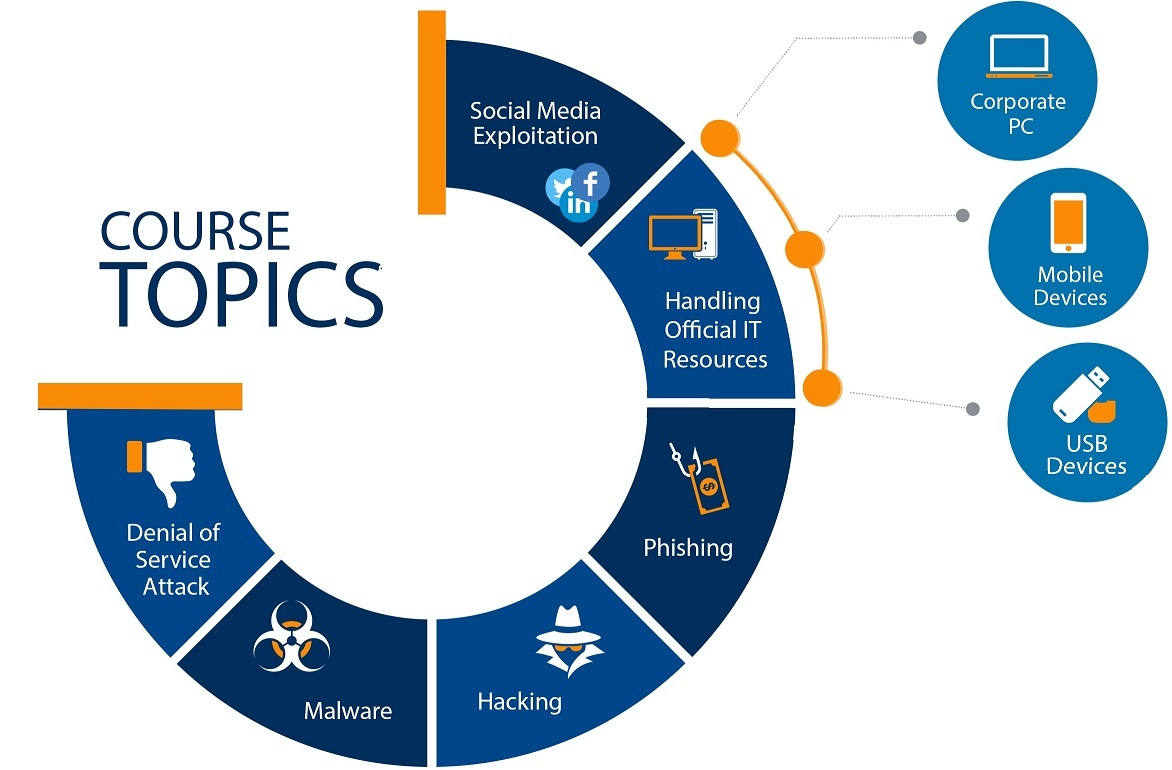 COURSE
TOPICS
Social Media
Exploitation
f
in
Handling
Official IT
Resources
Corporate
PC
Mobile
Devices
USB
Devices
$
Phishing
Hacking
Malware
Denial of
Service
Attack